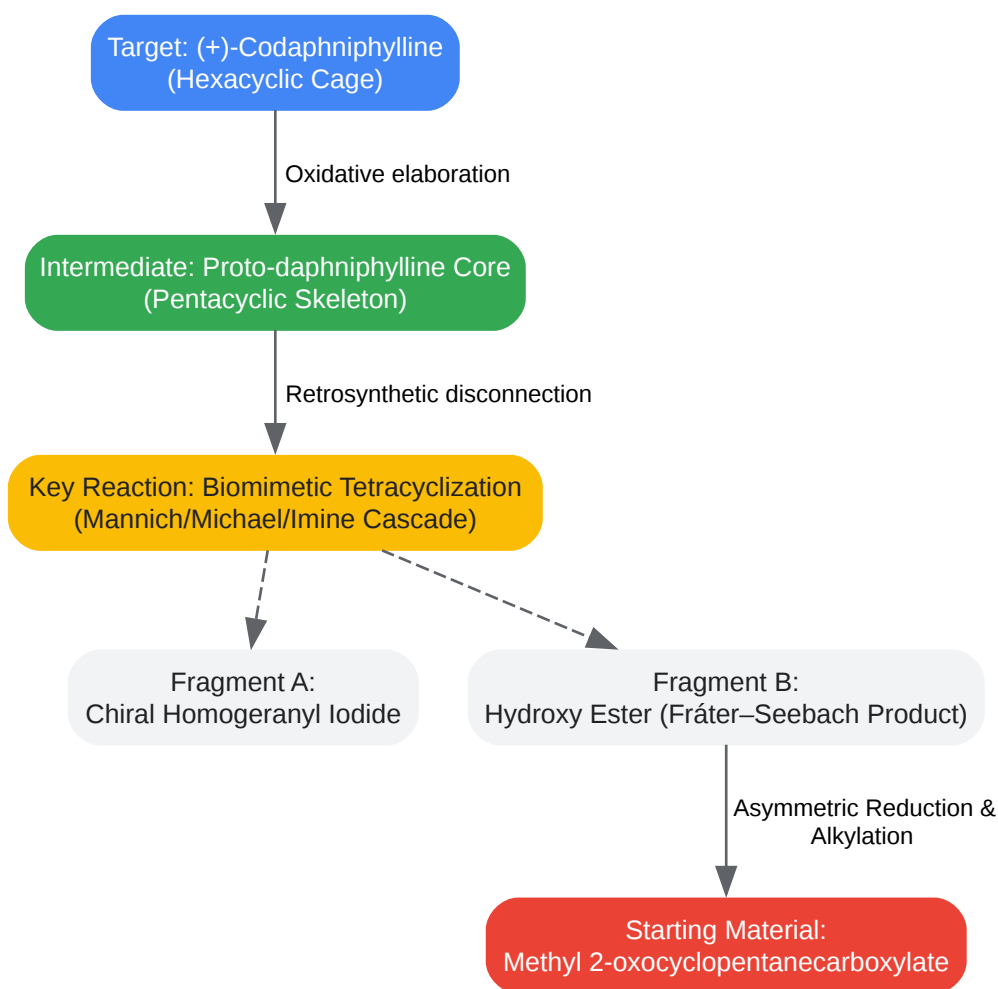 Target: (+)-Codaphniphylline
(Hexacyclic Cage)
Oxidative elaboration
Intermediate: Proto-daphniphylline Core
(Pentacyclic Skeleton)
Retrosynthetic disconnection
Key Reaction: Biomimetic Tetracyclization
(Mannich/Michael/Imine Cascade)
Fragment A:
Chiral Homogeranyl Iodide
Fragment B:
Hydroxy Ester (Fráter–Seebach Product)
Asymmetric Reduction &
Alkylation
Starting Material:
Methyl 2-oxocyclopentanecarboxylate